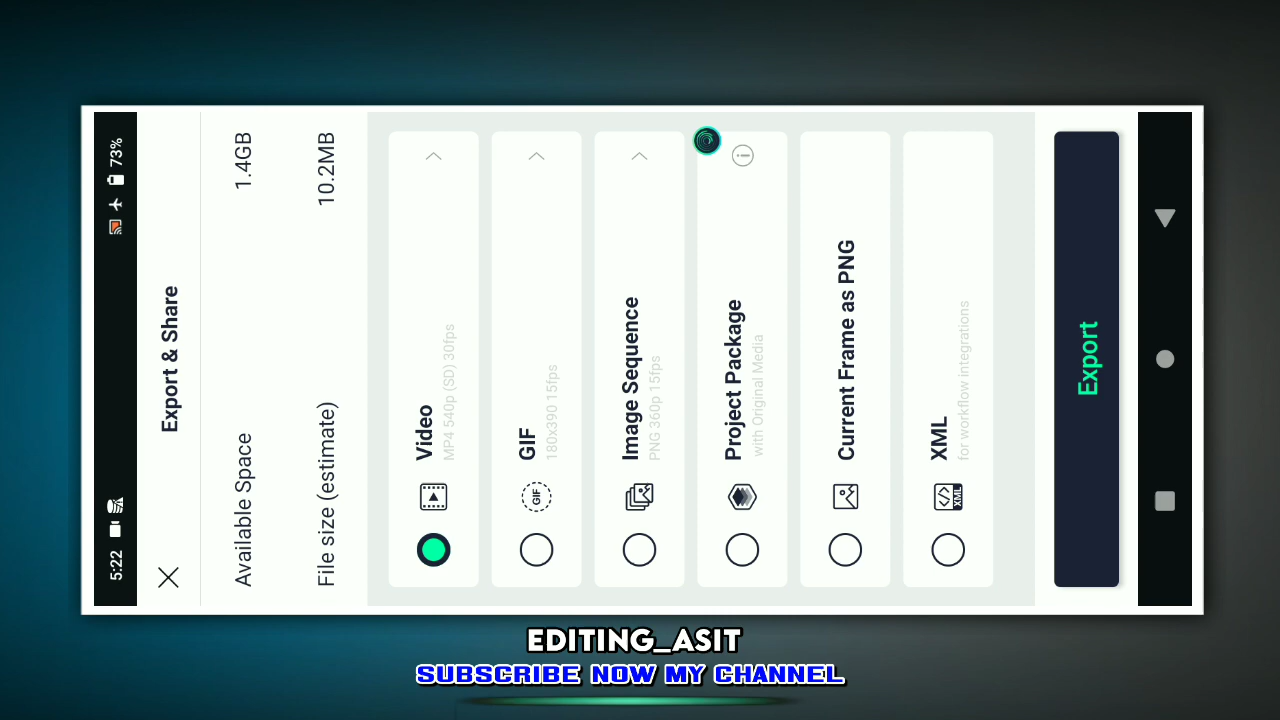 5:22 73%
Export & Share
Available Space 1.4GB
File size (estimate) 10.2MB
Video
MP4 540p (SD) 30fps
GIF
GIF
180x390 15fps
Image Sequence
PNG 360p 15fps
Project Package
with Original Media
Current Frame as PNG
XML
XML
for workflow integrations
Export
EDITING_ASIT
SUBSCRIBE NOW MY CHANNEL